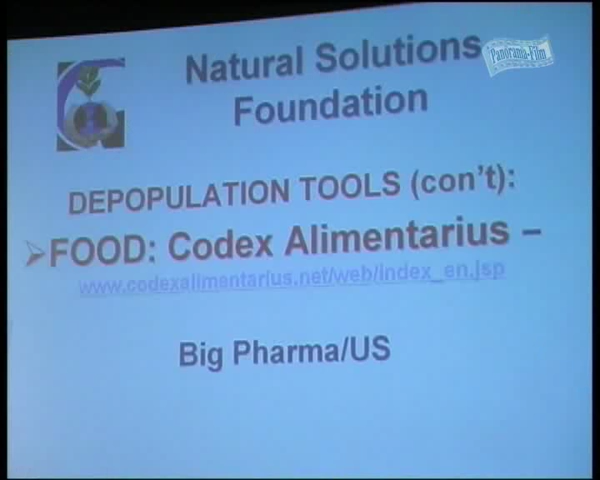 Natural Solutions
Foundation
Panorama-Film
DEPOPULATION TOOLS (con't):
➢FOOD: Codex Alimentarius –
www.codexalimentarius.net/web/index_en.jsp
Big Pharma/US